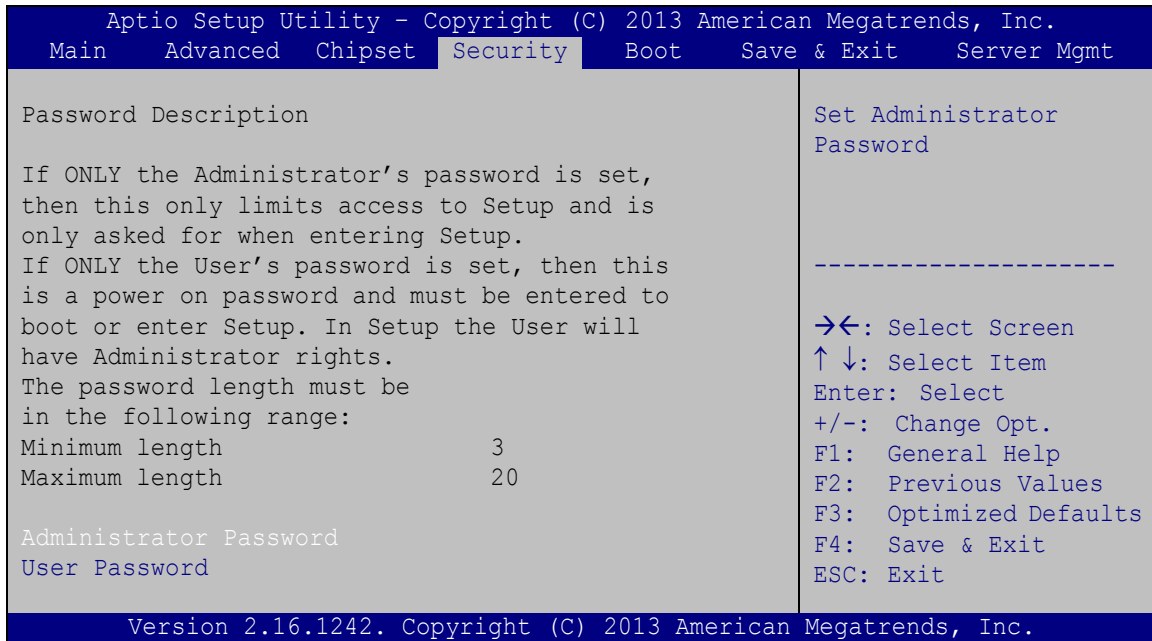 Aptio Setup Utility – Copyright (C) 2013 American Megatrends, Inc.
Main Advanced Chipset Security Boot Save & Exit Server Mgmt
Password Description
If ONLY the Administrator’s password is set,
then this only limits access to Setup and is
only asked for when entering Setup.
If ONLY the User’s password is set, then this
is a power on password and must be entered to
boot or enter Setup. In Setup the User will
have Administrator rights.
The password length must be
in the following range:
Minimum length 3
Maximum length 20
Administrator Password
User Password
Set Administrator
Password
---------------------
→←: Select Screen
↑ ↓: Select Item
Enter: Select
+/-: Change Opt.
F1: General Help
F2: Previous Values
F3: Optimized Defaults
F4: Save & Exit
ESC: Exit
Version 2.16.1242. Copyright (C) 2013 American Megatrends, Inc.